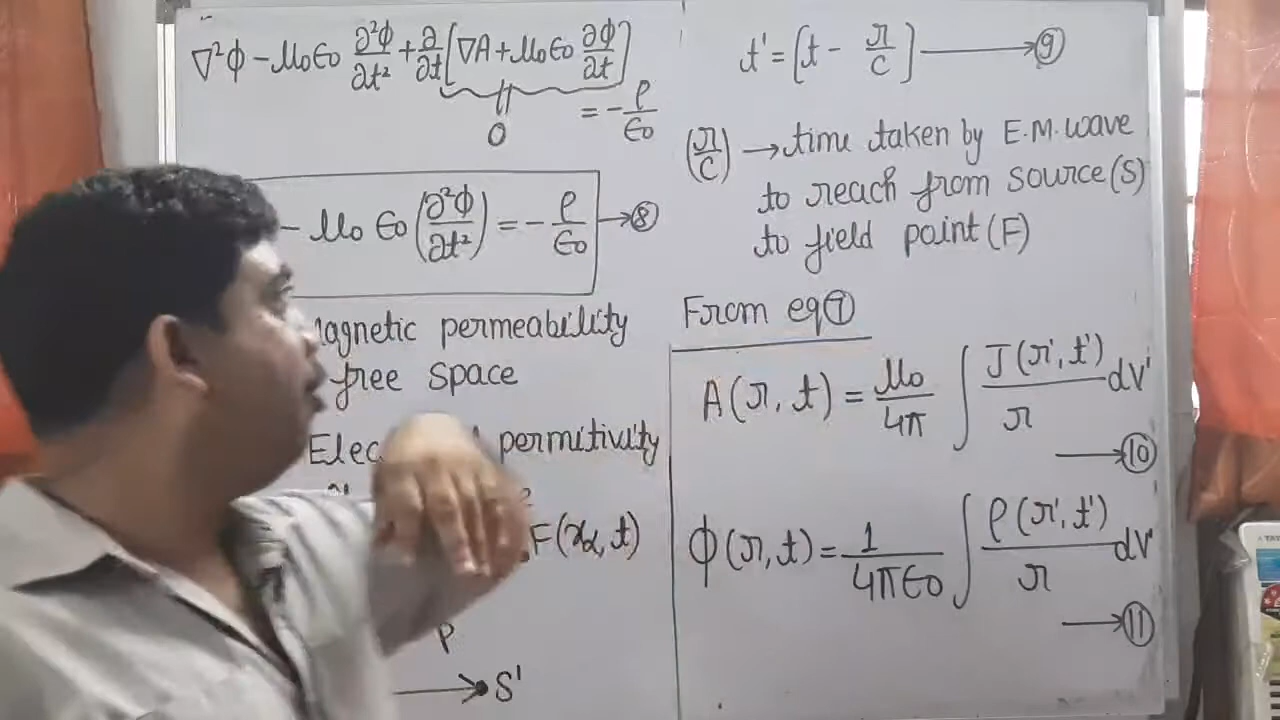 ∇²Φ - μ₀ε₀ ∂²Φ/∂t² + ∂/∂t [∇A + μ₀ε₀ ∂Φ/∂t]
0
= - ρ/ε₀
- μ₀ ε₀ (∂²Φ/∂t²) = - ρ/ε₀ → ⑧
agnetic permeability
free space
Elec permitivity
F(xα, t)
P
S'
t' = [t - r/c] → ⑨
(r/c) → time taken by E.M. wave
to reach from source (S)
to field point (F)
From eq ⑦
A(r, t) = μ₀/4π ∫ J(r', t')/r dv'
→ ⑩
Φ(r, t) = 1/4πε₀ ∫ ρ(r', t')/r dv'
→ ⑪